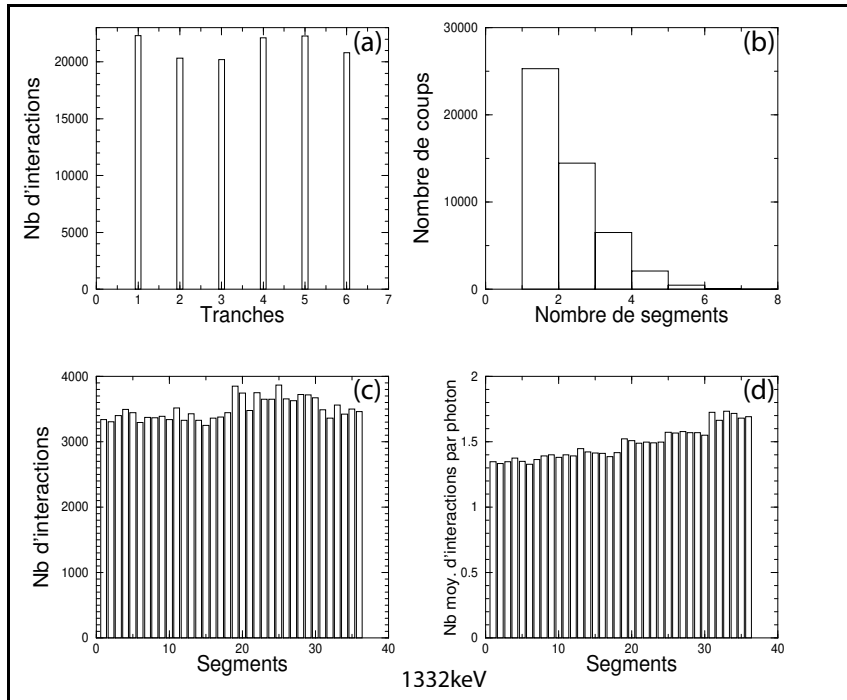 (a)
Nb d'interactions
20000
15000
10000
5000
0
0 1 2 3 4 5 6 7
Tranches
(b)
Nombre de coups
30000
20000
10000
0
0 2 4 6 8
Nombre de segments
(c)
Nb d'interactions
4000
3000
2000
1000
0
0 10 20 30 40
Segments
(d)
Nb moy. d'interactions par photon
2
1.5
1
0.5
0
0 10 20 30 40
Segments
1332keV